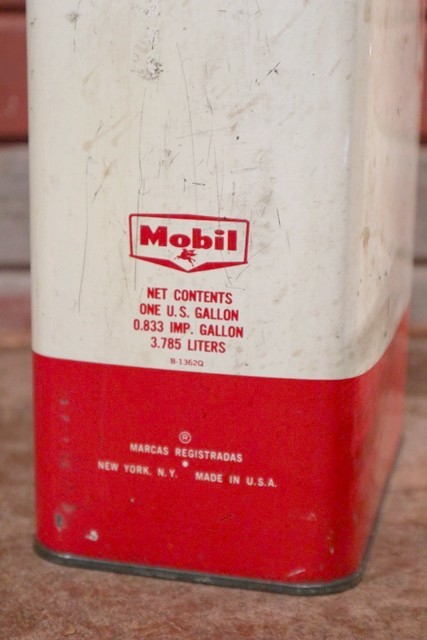 Mobil
NET CONTENTS
ONE U.S. GALLON
0.833 IMP. GALLON
3.785 LITERS
B-1362Q
®
MARCAS REGISTRADAS
NEW YORK, N.Y. • MADE IN U.S.A.